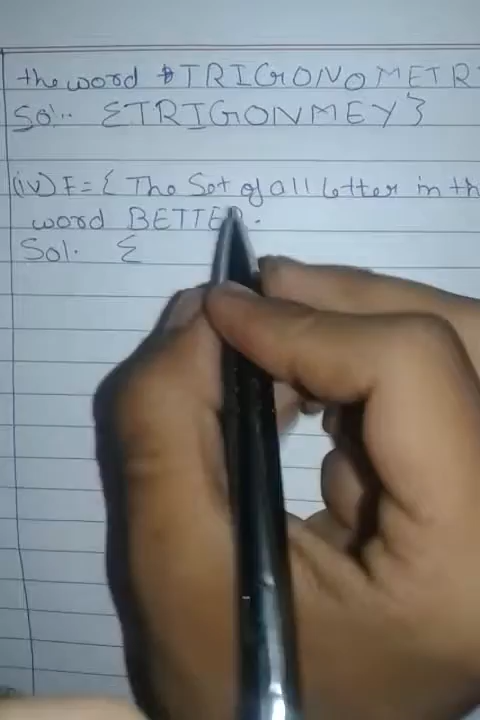 the word TRIGONOMETR
Sol:. {TRIGONMEY}
(iv) F = { The Set of all letter in th
word BETTER.
Sol. {